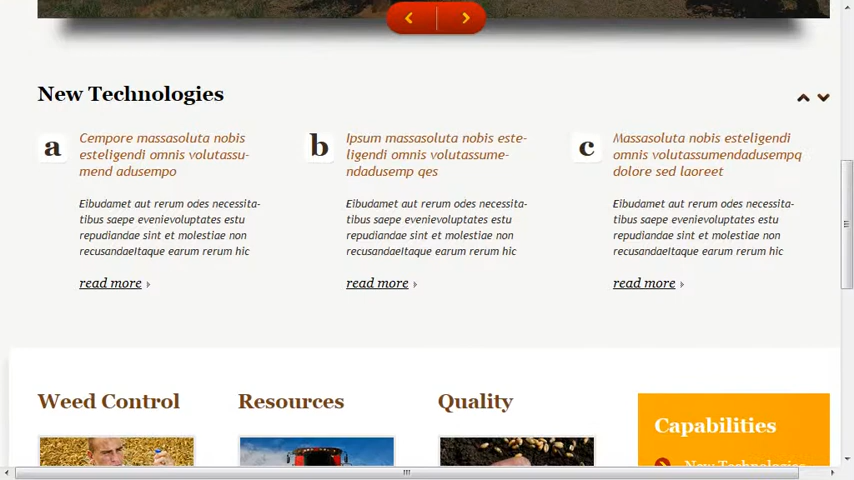 New Technologies
a
Cempore massasoluta nobis
esteligendi omnis volutassu-
mend adusempo
Eibudamet aut rerum odes necessita-
tibus saepe evenievoluptates estu
repudiandae sint et molestiae non
recusandaeItaque earum rerum hic
read more
b
Ipsum massasoluta nobis este-
ligendi omnis volutassume-
ndadusemp qes
Eibudamet aut rerum odes necessita-
tibus saepe evenievoluptates estu
repudiandae sint et molestiae non
recusandaeItaque earum rerum hic
read more
c
Massasoluta nobis esteligendi
omnis volutassumendadusempq
dolore sed laoreet
Eibudamet aut rerum odes necessita-
tibus saepe evenievoluptates estu
repudiandae sint et molestiae non
recusandaeItaque earum rerum hic
read more
Weed Control
Resources
Quality
Capabilities
New Technologies